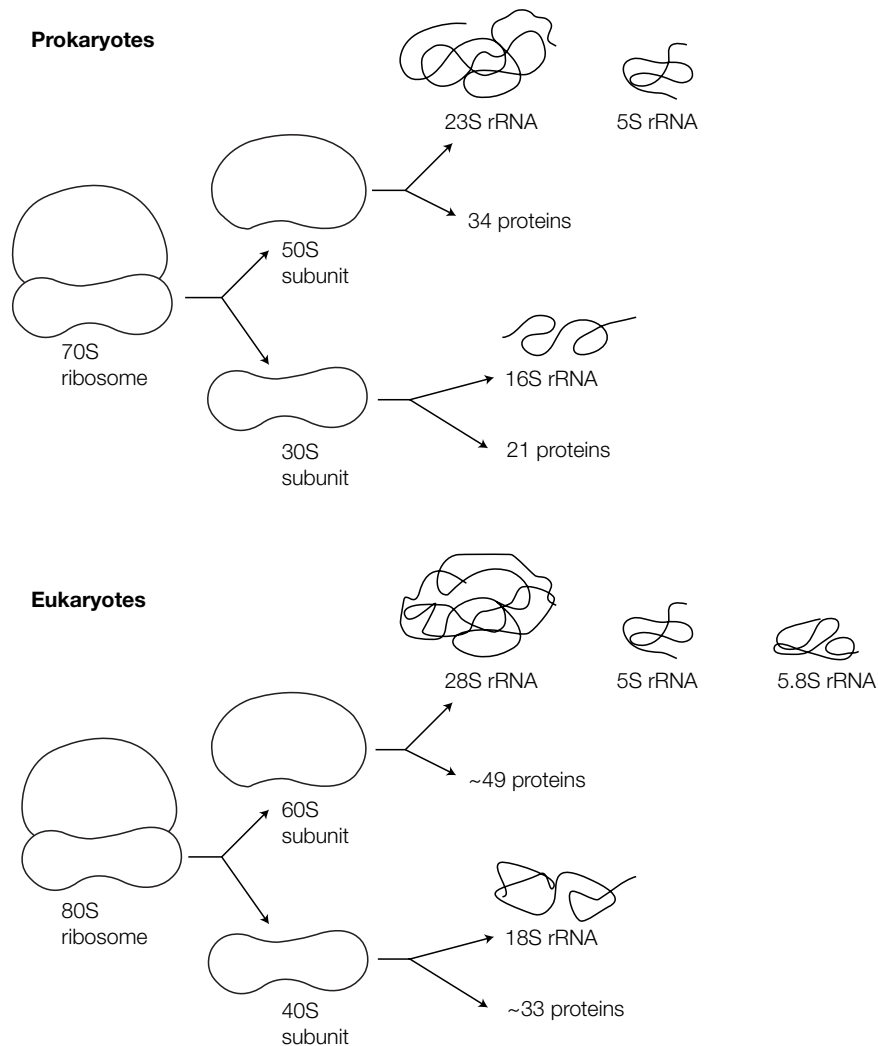 Prokaryotes
23S rRNA
5S rRNA
34 proteins
50S
subunit
70S
ribosome
16S rRNA
30S
subunit
21 proteins
Eukaryotes
28S rRNA
5S rRNA
5.8S rRNA
~49 proteins
60S
subunit
80S
ribosome
18S rRNA
40S
subunit
~33 proteins